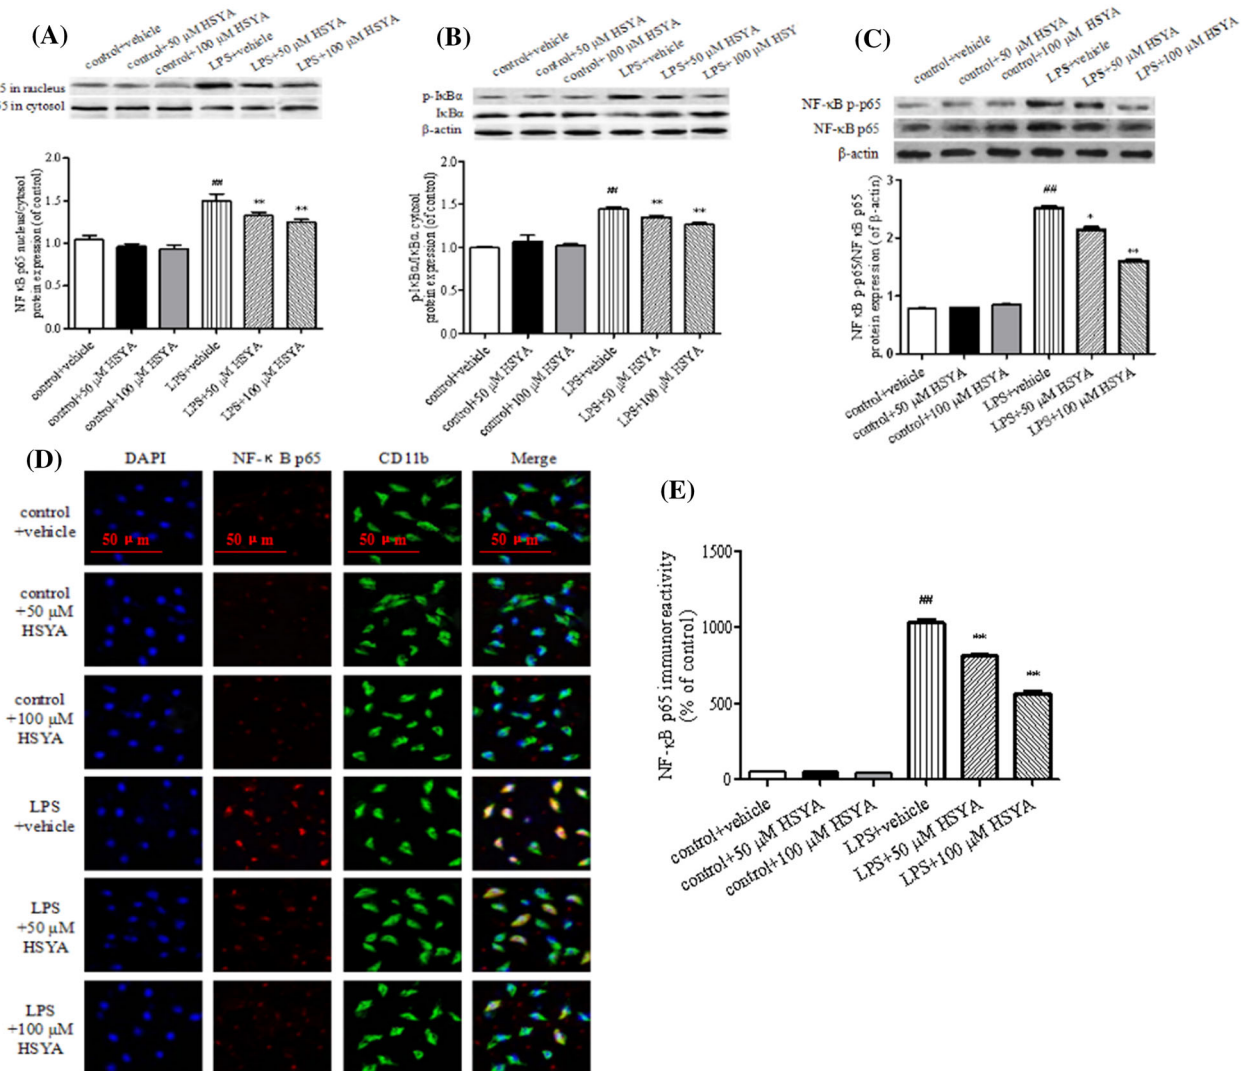 (A)
control+vehicle
control+50 μM HSYA
control+100 μM HSYA
LPS+vehicle
LPS+50 μM HSYA
LPS+100 μM HSYA
5 in nucleus
5 in cytosol
NF κB p65 nucleus/cytosol
protein expression (of control)
2.0
1.5
1.0
0.5
0.0
##
**
**
control+vehicle
control+50 μM HSYA
control+100 μM HSYA
LPS+vehicle
LPS+50 μM HSYA
LPS+100 μM HSYA
(B)
control+vehicle
control+50 μM HSYA
control+100 μM HSYA
LPS+vehicle
LPS+50 μM HSYA
LPS+100 μM HSY
p-IκBα
IκBα
β-actin
p-IκBα/IκBα cytosol
protein expression (of control)
2.0
1.5
1.0
0.5
0.0
##
**
**
control+vehicle
control+50 μM HSYA
control+100 μM HSYA
LPS+vehicle
LPS+50 μM HSYA
LPS+100 μM HSYA
(C)
control+vehicle
control+50 μM HSYA
control+100 μM HSYA
LPS+vehicle
LPS+50 μM HSYA
LPS+100 μM HSYA
NF-κB p-p65
NF-κB p65
β-actin
NF κB p-p65/NF κB p65
protein expression ( of β-actin)
3
2
1
0
##
*
**
control+vehicle
control+50 μM HSYA
control+100 μM HSYA
LPS+vehicle
LPS+50 μM HSYA
LPS+100 μM HSYA
(D)
DAPI NF-κ B p65 CD11b Merge
control
+vehicle
50 μm 50 μm 50 μm 50 μm
control
+50 μM
HSYA
control
+100 μM
HSYA
LPS
+vehicle
LPS
+50 μM
HSYA
LPS
+100 μM
HSYA
(E)
NF-κB p65 immunoreactivity
(% of control)
1500
1000
500
0
##
**
**
control+vehicle
control+50 μM HSYA
control+100 μM HSYA
LPS+vehicle
LPS+50 μM HSYA
LPS+100 μM HSYA